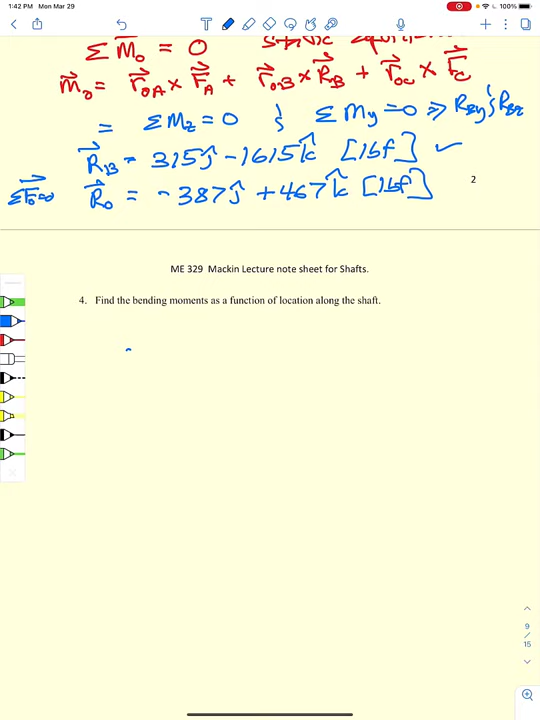 1:42 PM Mon Mar 29
100%
Σ M⃗o = 0
M⃗o = r⃗OA × F⃗A + r⃗OB × R⃗B + r⃗OC × F⃗C
= ΣMz = 0 } ΣMy = 0 ⇒ RBy } RBz
R⃗B = 315ĵ - 1615k̂ [lbf] ✓
ΣF⃗o=0 R⃗o = -387ĵ + 467k̂ [lbf]
2
ME 329 Mackin Lecture note sheet for Shafts.
4. Find the bending moments as a function of location along the shaft.
9
/
15